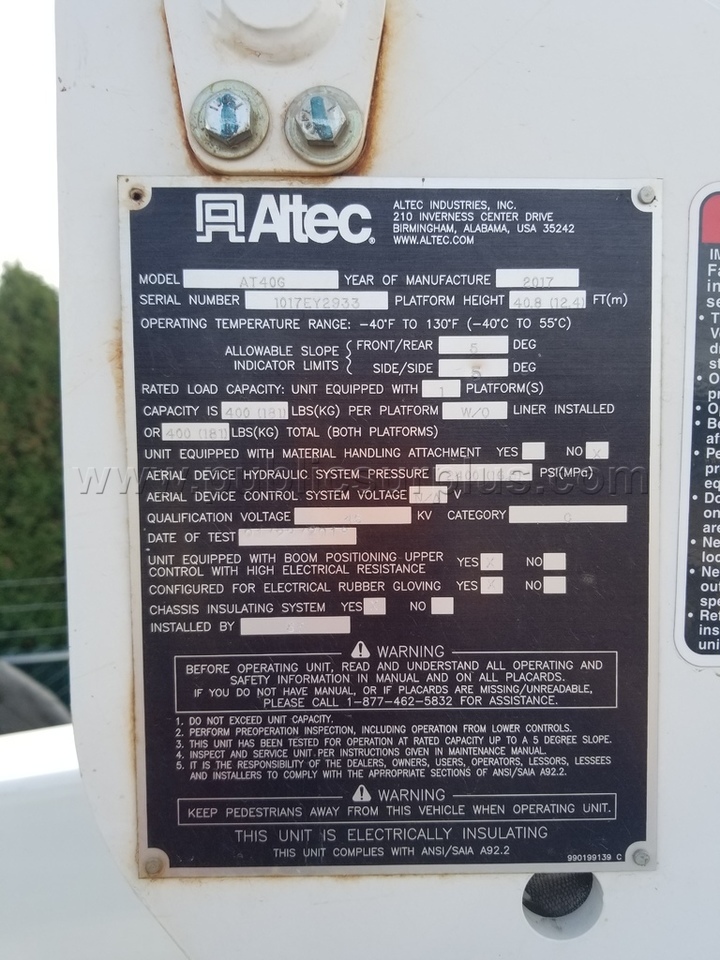 Altec
ALTEC INDUSTRIES, INC.
210 INVERNESS CENTER DRIVE
BIRMINGHAM, ALABAMA, USA 35242
WWW.ALTEC.COM
MODEL AT40G YEAR OF MANUFACTURE 2017
SERIAL NUMBER 1017EY2933 PLATFORM HEIGHT 40.8 (12.4) FT(m)
OPERATING TEMPERATURE RANGE: -40°F TO 130°F (-40°C TO 55°C)
ALLOWABLE SLOPE INDICATOR LIMITS { FRONT/REAR 5 DEG
SIDE/SIDE 5 DEG
RATED LOAD CAPACITY: UNIT EQUIPPED WITH 1 PLATFORM(S)
CAPACITY IS 400 (181) LBS(KG) PER PLATFORM W/O LINER INSTALLED
OR 400 (181) LBS(KG) TOTAL (BOTH PLATFORMS)
UNIT EQUIPPED WITH MATERIAL HANDLING ATTACHMENT YES NO X
AERIAL DEVICE HYDRAULIC SYSTEM PRESSURE PSI(MPa)
AERIAL DEVICE CONTROL SYSTEM VOLTAGE V
QUALIFICATION VOLTAGE 46 KV CATEGORY C
DATE OF TEST
UNIT EQUIPPED WITH BOOM POSITIONING UPPER
CONTROL WITH HIGH ELECTRICAL RESISTANCE YES X NO
CONFIGURED FOR ELECTRICAL RUBBER GLOVING YES X NO
CHASSIS INSULATING SYSTEM YES NO
INSTALLED BY
WARNING
BEFORE OPERATING UNIT, READ AND UNDERSTAND ALL OPERATING AND
SAFETY INFORMATION IN MANUAL AND ON ALL PLACARDS.
IF YOU DO NOT HAVE MANUAL, OR IF PLACARDS ARE MISSING/UNREADABLE,
PLEASE CALL 1-877-462-5832 FOR ASSISTANCE.
1. DO NOT EXCEED UNIT CAPACITY.
2. PERFORM PREOPERATION INSPECTION, INCLUDING OPERATION FROM LOWER CONTROLS.
3. THIS UNIT HAS BEEN TESTED FOR OPERATION AT RATED CAPACITY UP TO A 5 DEGREE SLOPE.
4. INSPECT AND SERVICE UNIT PER INSTRUCTIONS GIVEN IN MAINTENANCE MANUAL.
5. IT IS THE RESPONSIBILITY OF THE DEALERS, OWNERS, USERS, OPERATORS, LESSORS, LESSEES
AND INSTALLERS TO COMPLY WITH THE APPROPRIATE SECTIONS OF ANSI/SAIA A92.2.
WARNING
KEEP PEDESTRIANS AWAY FROM THIS VEHICLE WHEN OPERATING UNIT.
THIS UNIT IS ELECTRICALLY INSULATING
THIS UNIT COMPLIES WITH ANSI/SAIA A92.2
990199139 C
www.publicsurplus.com